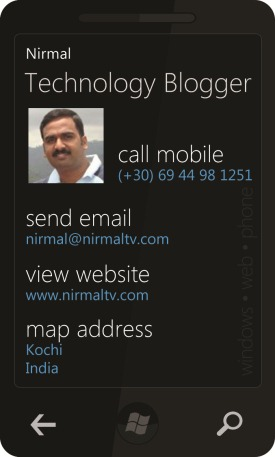 Nirmal
Technology Blogger
call mobile
(+30) 69 44 98 1251
send email
nirmal@nirmaltv.com
view website
www.nirmaltv.com
map address
Kochi
India
windows • web • phone